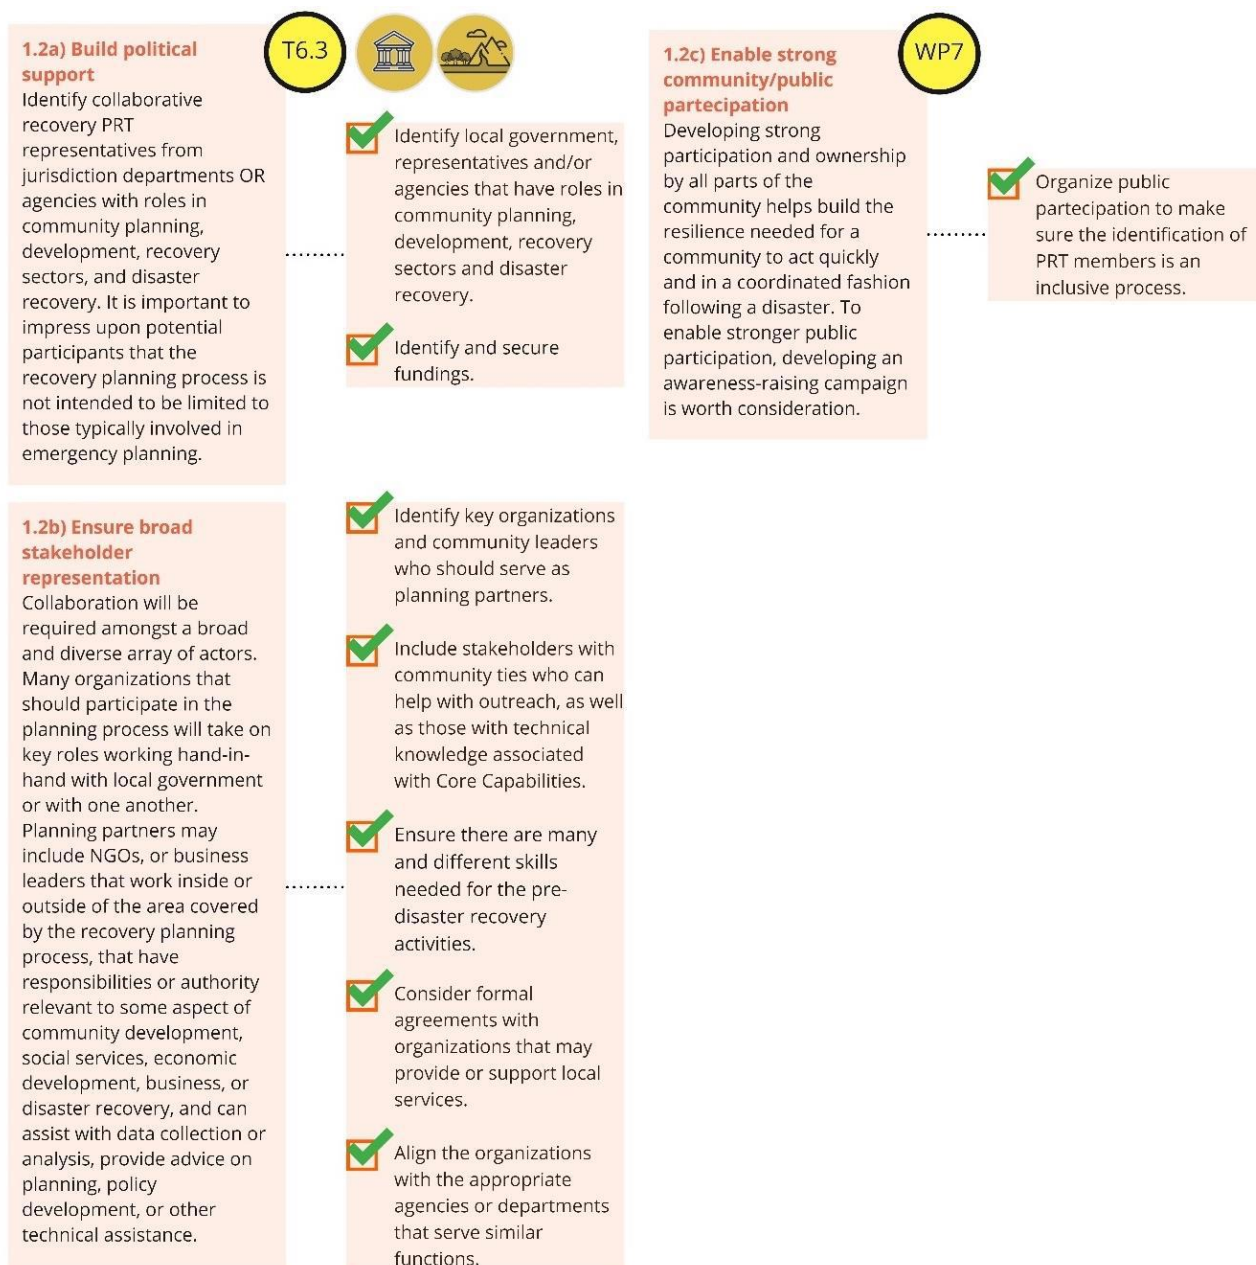 1.2a) Build political
support
Identify collaborative
recovery PRT
representatives from
jurisdiction departments OR
agencies with roles in
community planning,
development, recovery
sectors, and disaster
recovery. It is important to
impress upon potential
participants that the
recovery planning process is
not intended to be limited to
those typically involved in
emergency planning.
T6.3
Identify local government,
representatives and/or
agencies that have roles in
community planning,
development, recovery
sectors and disaster
recovery.
Identify and secure
fundings.
1.2b) Ensure broad
stakeholder
representation
Collaboration will be
required amongst a broad
and diverse array of actors.
Many organizations that
should participate in the
planning process will take on
key roles working hand-in-
hand with local government
or with one another.
Planning partners may
include NGOs, or business
leaders that work inside or
outside of the area covered
by the recovery planning
process, that have
responsibilities or authority
relevant to some aspect of
community development,
social services, economic
development, business, or
disaster recovery, and can
assist with data collection or
analysis, provide advice on
planning, policy
development, or other
technical assistance.
Identify key organizations
and community leaders
who should serve as
planning partners.
Include stakeholders with
community ties who can
help with outreach, as well
as those with technical
knowledge associated
with Core Capabilities.
Ensure there are many
and different skills
needed for the pre-
disaster recovery
activities.
Consider formal
agreements with
organizations that may
provide or support local
services.
Align the organizations
with the appropriate
agencies or departments
that serve similar
functions.
1.2c) Enable strong
community/public
partecipation
Developing strong
participation and ownership
by all parts of the
community helps build the
resilience needed for a
community to act quickly
and in a coordinated fashion
following a disaster. To
enable stronger public
participation, developing an
awareness-raising campaign
is worth consideration.
WP7
Organize public
partecipation to make
sure the identification of
PRT members is an
inclusive process.